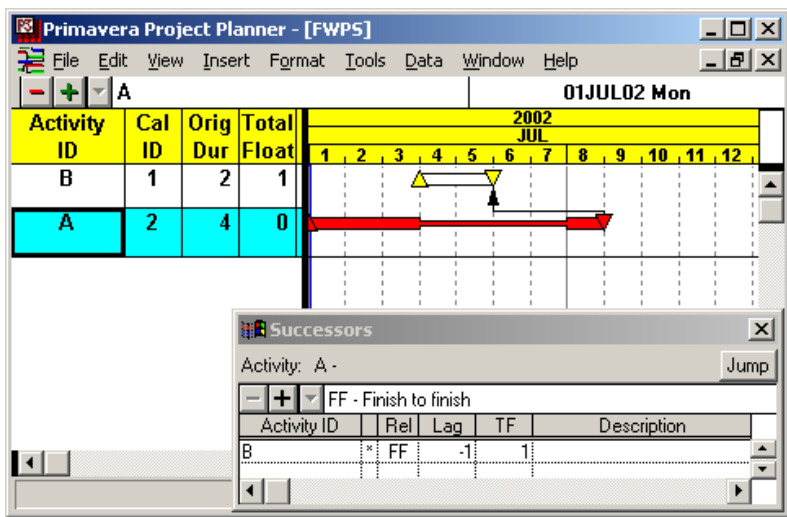 Primavera Project Planner - [FWPS]
File Edit View Insert Format Tools Data Window Help
A 01JUL02 Mon
Activity Cal Orig Total 2002
JUL
ID ID Dur Float 1 2 3 4 5 6 7 8 9 10 11 12
B 1 2 1
A 2 4 0
Successors
Activity: A - Jump
FF - Finish to finish
Activity ID Rel Lag TF Description
B * FF -1 1